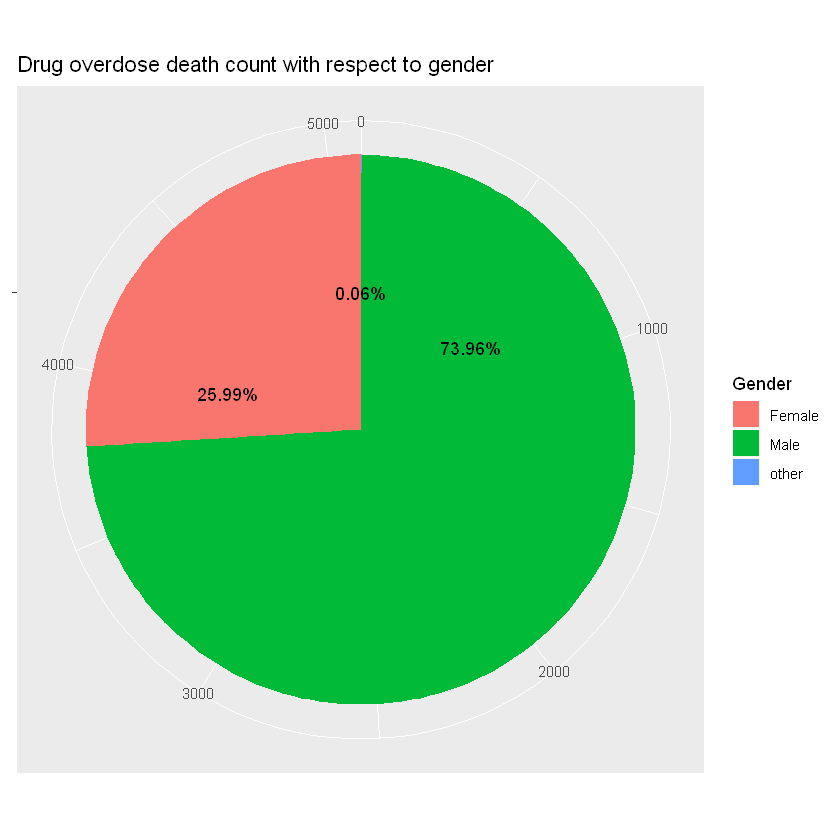 Drug overdose death count with respect to gender
5000
0
0.06%
1000
73.96%
4000
25.99%
2000
3000
Gender
Female
Male
other